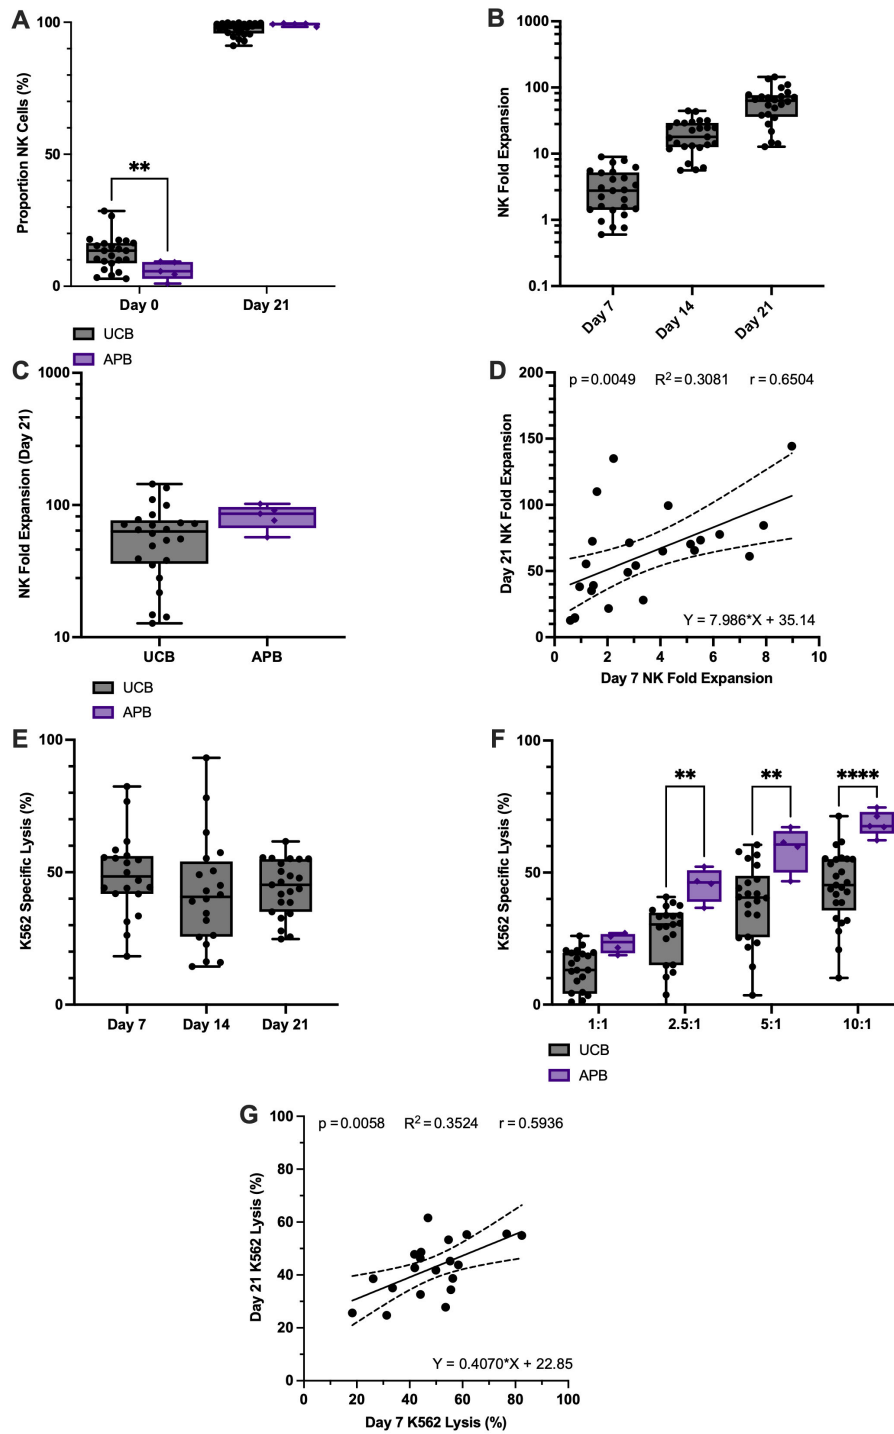 A
Proportion NK Cells (%)
100
50
0
**
Day 0
Day 21
UCB
APB
B
NK Fold Expansion
1000
100
10
1
0.1
Day 7
Day 14
Day 21
C
NK Fold Expansion (Day 21)
1000
100
10
UCB
APB
UCB
APB
D
Day 21 NK Fold Expansion
200
150
100
50
0
p = 0.0049 R2 = 0.3081 r = 0.6504
Y = 7.986*X + 35.14
0 2 4 6 8 10
Day 7 NK Fold Expansion
E
K562 Specific Lysis (%)
100
50
0
Day 7
Day 14
Day 21
F
K562 Specific Lysis (%)
100
50
0
**
**
****
1:1
2.5:1
5:1
10:1
UCB
APB
G
Day 21 K562 Lysis (%)
100
80
60
40
20
0
p = 0.0058 R2 = 0.3524 r = 0.5936
Y = 0.4070*X + 22.85
0 20 40 60 80 100
Day 7 K562 Lysis (%)